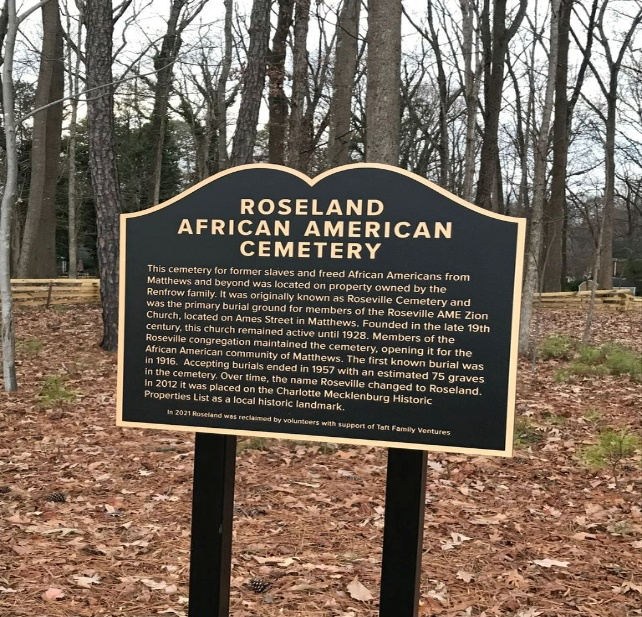 ROSELAND
AFRICAN AMERICAN
CEMETERY
This cemetery for former slaves and freed African Americans from
Matthews and beyond was located on property owned by the
Renfrow family. It was originally known as Roseville Cemetery and
was the primary burial ground for members of the Roseville AME Zion
Church, located on Ames Street in Matthews. Founded in the late 19th
century, this church remained active until 1928. Members of the
Roseville congregation maintained the cemetery, opening it for the
African American community of Matthews. The first known burial was
in 1916. Accepting burials ended in 1957 with an estimated 75 graves
in the cemetery. Over time, the name Roseville changed to Roseland.
In 2012 it was placed on the Charlotte Mecklenburg Historic
Properties List as a local historic landmark.
In 2021 Roseland was reclaimed by volunteers with support of Taft Family Ventures